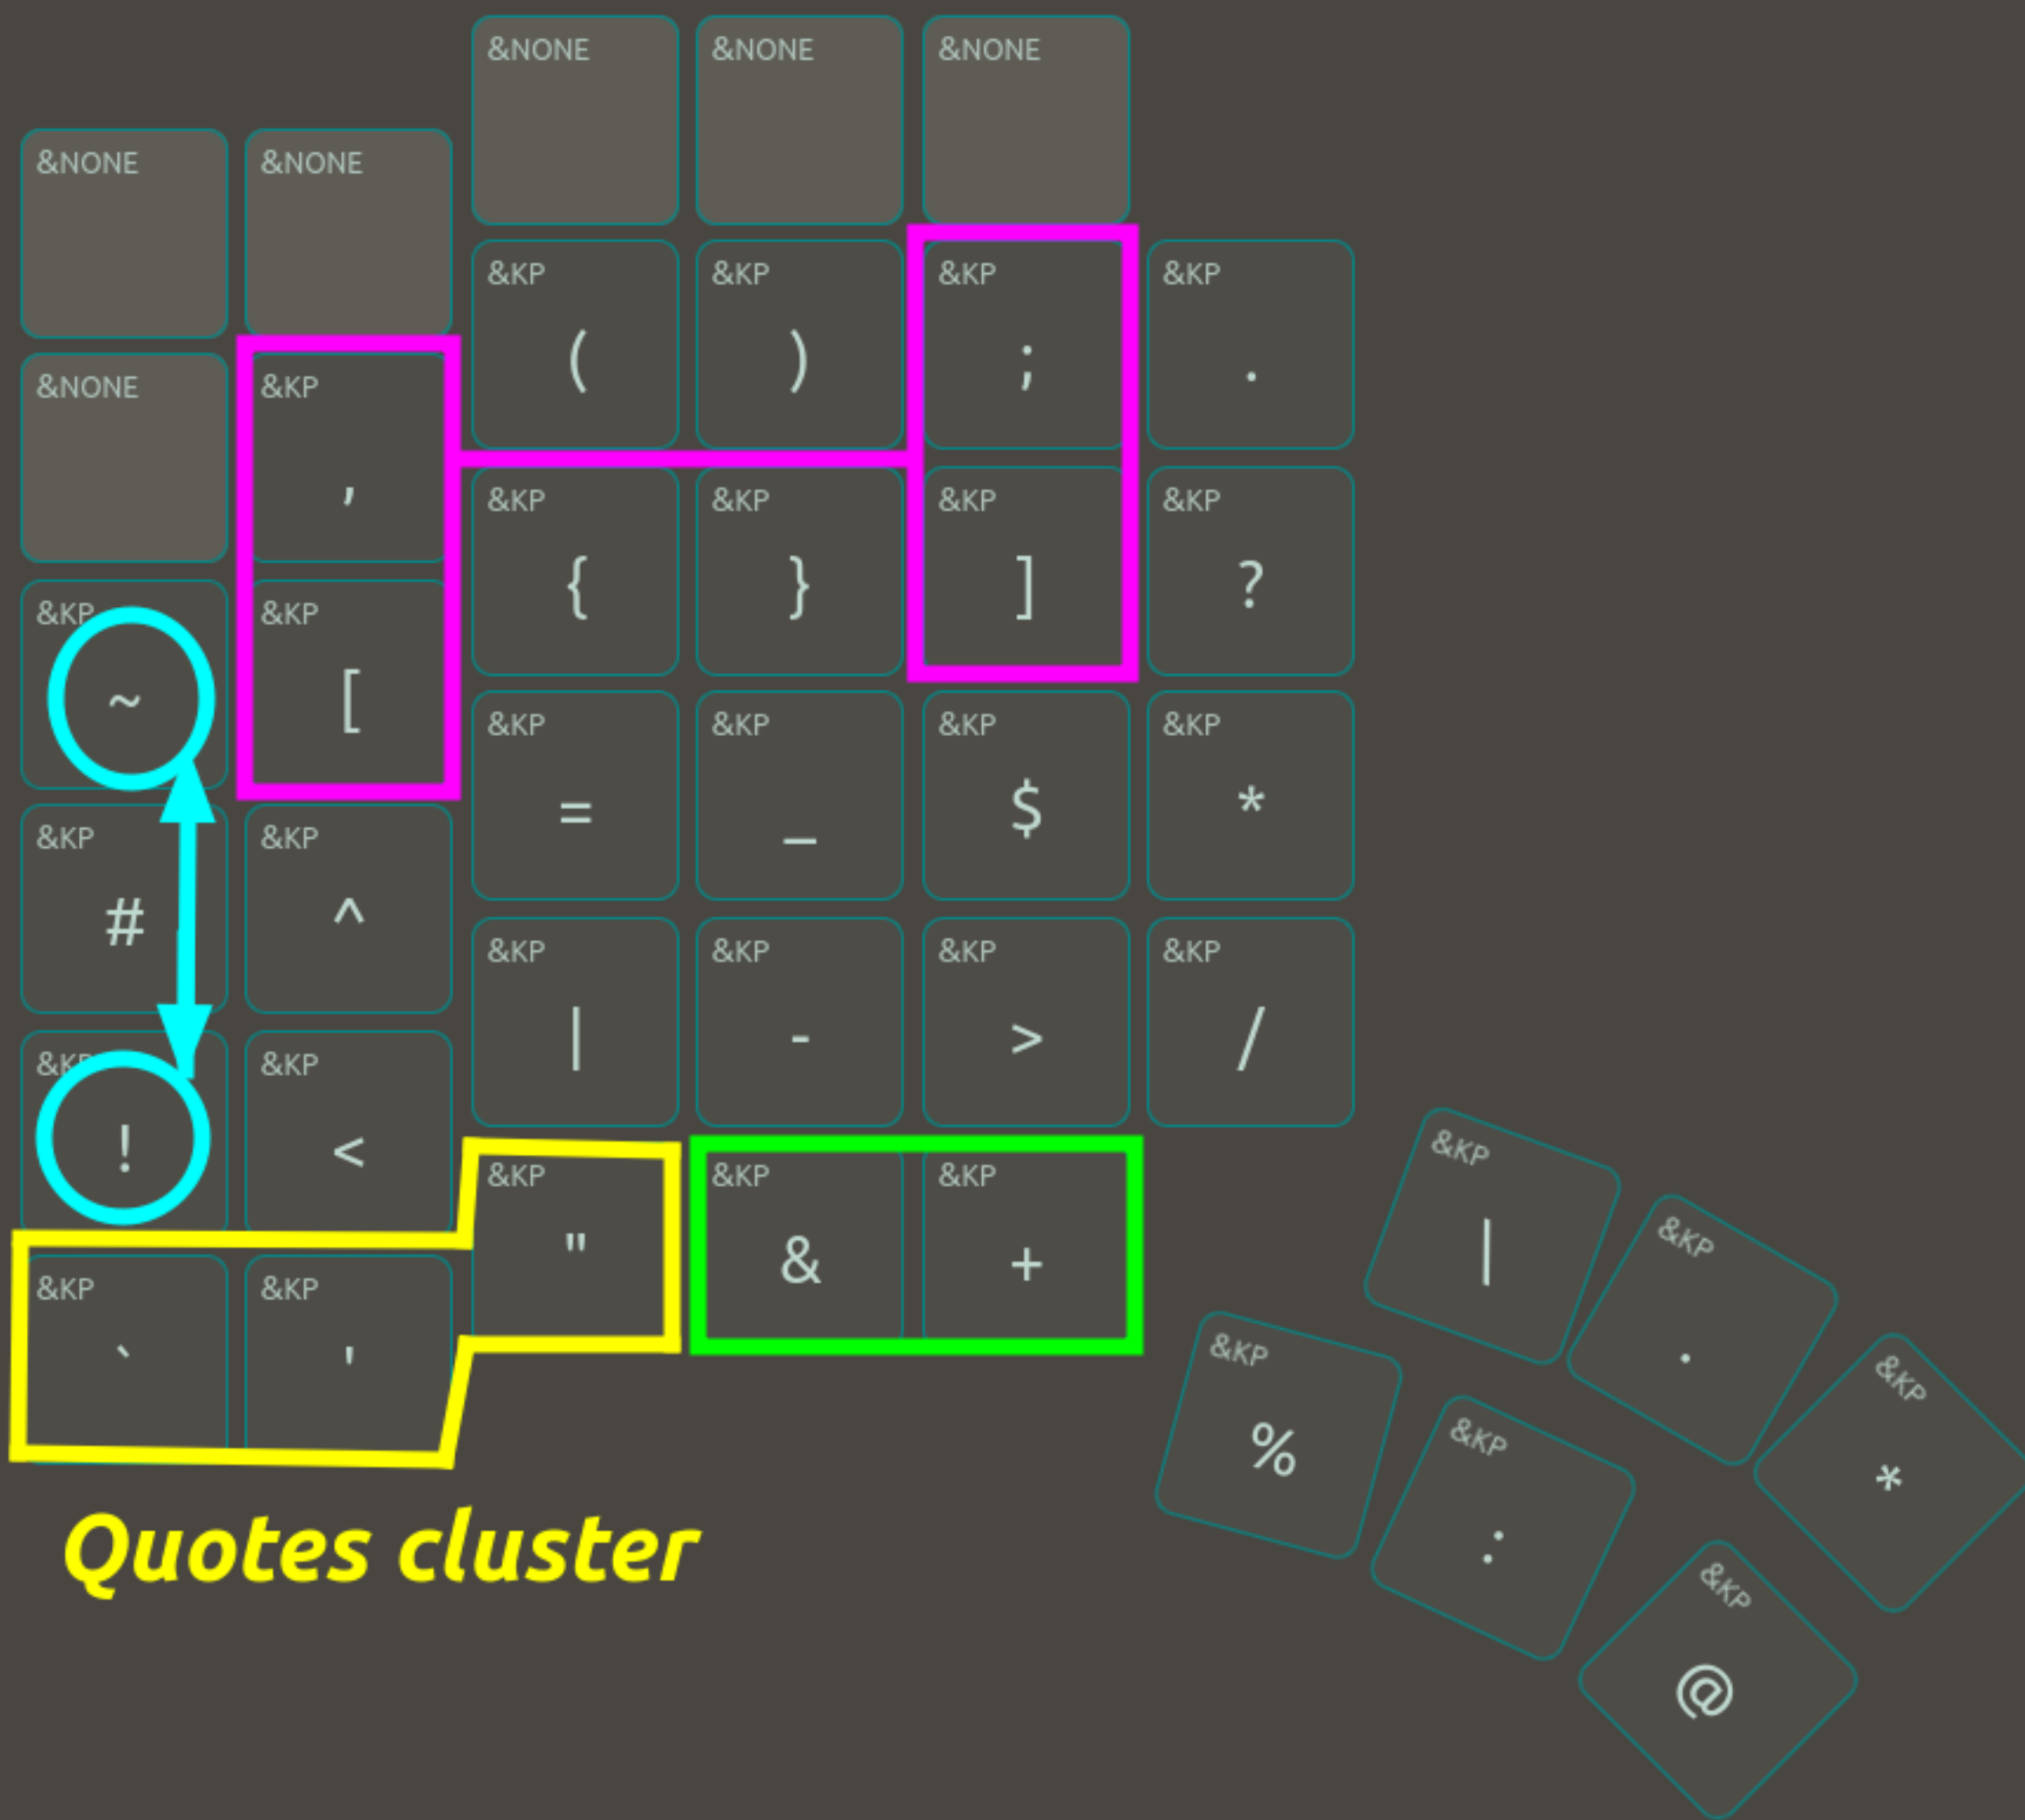 &NONE &NONE &NONE
&NONE &NONE
&KP ( &KP ) &KP ; &KP .
&NONE &KP ,
&KP { &KP } &KP ] &KP ?
&KP ~ &KP [
&KP = &KP _ &KP $ &KP *
&KP # &KP ^
&KP | &KP - &KP > &KP /
&KP ! &KP <
&KP " &KP & &KP +
&KP ` &KP '
&KP |
&KP .
&KP *
&KP %
&KP :
&KP @
Quotes cluster